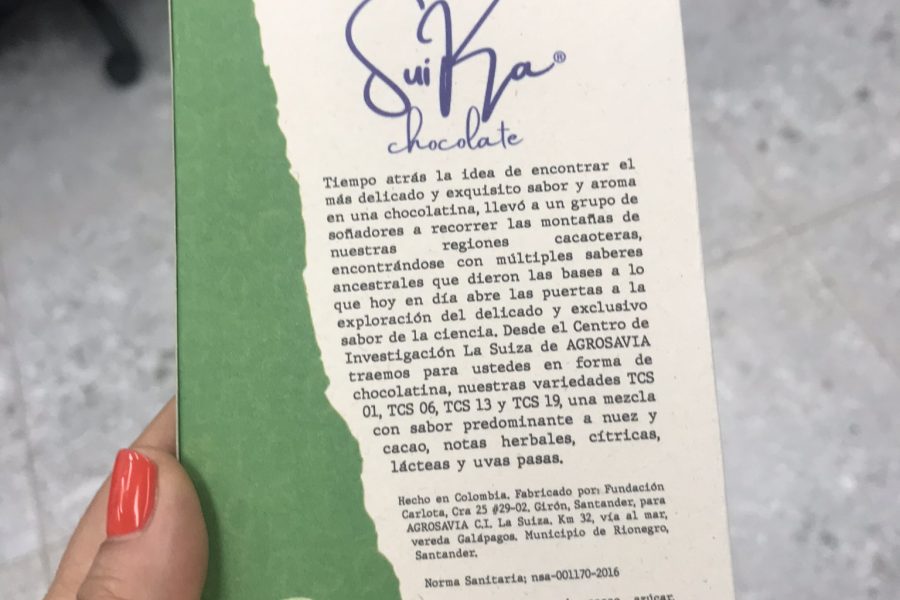 SuiKa®
chocolate
Tiempo atrás la idea de encontrar el
más delicado y exquisito sabor y aroma
en una chocolatina, llevó a un grupo de
soñadores a recorrer las montañas de
nuestras regiones cacaoteras,
encontrándose con múltiples saberes
ancestrales que dieron las bases a lo
que hoy en día abre las puertas a la
exploración del delicado y exclusivo
sabor de la ciencia. Desde el Centro de
Investigación La Suiza de AGROSAVIA
traemos para ustedes en forma de
chocolatina, nuestras variedades TCS
01, TCS 06, TCS 13 y TCS 19, una mezcla
con sabor predominante a nuez y
cacao, notas herbales, cítricas,
lácteas y uvas pasas.
Hecho en Colombia. Fabricado por: Fundación
Carlota, Cra 25 #29-02, Girón, Santander, para
AGROSAVIA C.I. La Suiza. Km 32, vía al mar,
vereda Galápagos. Municipio de Rionegro,
Santander.
Norma Sanitaria; nsa-001170-2016